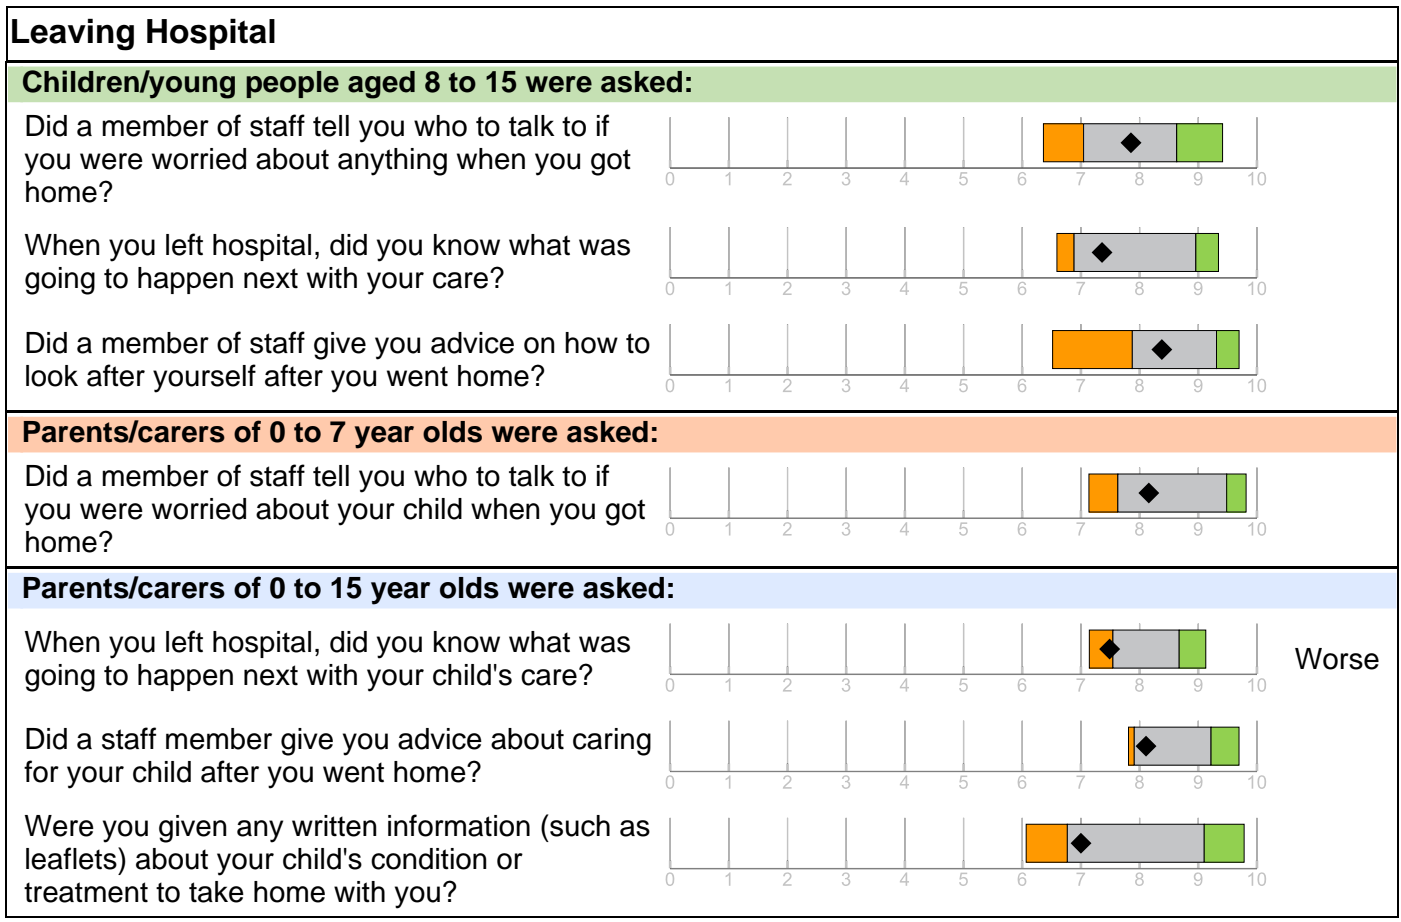 Leaving Hospital
Children/young people aged 8 to 15 were asked:
Did a member of staff tell you who to talk to if
you were worried about anything when you got
home?
0 1 2 3 4 5 6 7 8 9 10
When you left hospital, did you know what was
going to happen next with your care?
0 1 2 3 4 5 6 7 8 9 10
Did a member of staff give you advice on how to
look after yourself after you went home?
0 1 2 3 4 5 6 7 8 9 10
Parents/carers of 0 to 7 year olds were asked:
Did a member of staff tell you who to talk to if
you were worried about your child when you got
home?
0 1 2 3 4 5 6 7 8 9 10
Parents/carers of 0 to 15 year olds were asked:
When you left hospital, did you know what was
going to happen next with your child's care?
0 1 2 3 4 5 6 7 8 9 10
Worse
Did a staff member give you advice about caring
for your child after you went home?
0 1 2 3 4 5 6 7 8 9 10
Were you given any written information (such as
leaflets) about your child's condition or
treatment to take home with you?
0 1 2 3 4 5 6 7 8 9 10